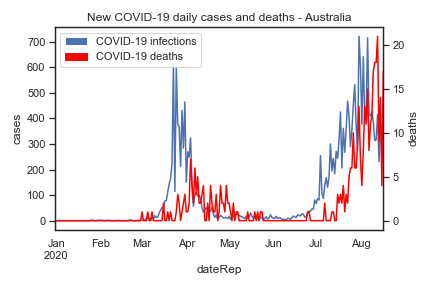 New COVID-19 daily cases and deaths - Australia
COVID-19 infections
COVID-19 deaths
700
600
500
400
300
200
100
0
cases
20
15
10
5
0
deaths
Jan Feb Mar Apr May Jun Jul Aug
2020
dateRep